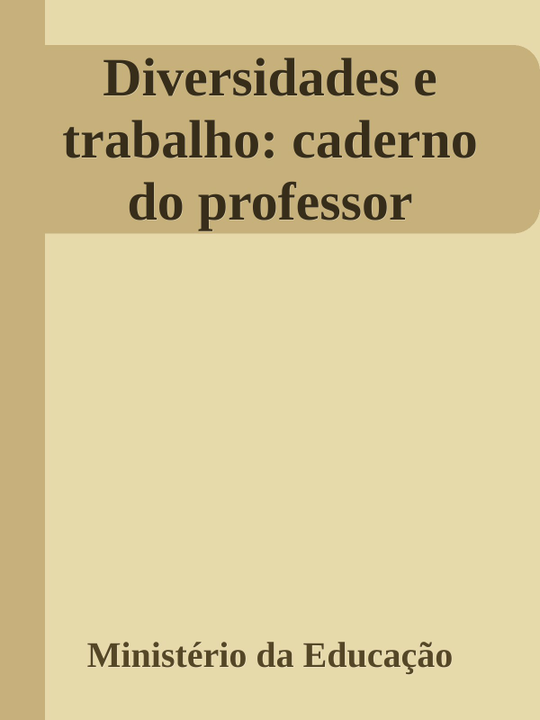 Diversidades e
trabalho: caderno
do professor
Ministério da Educação